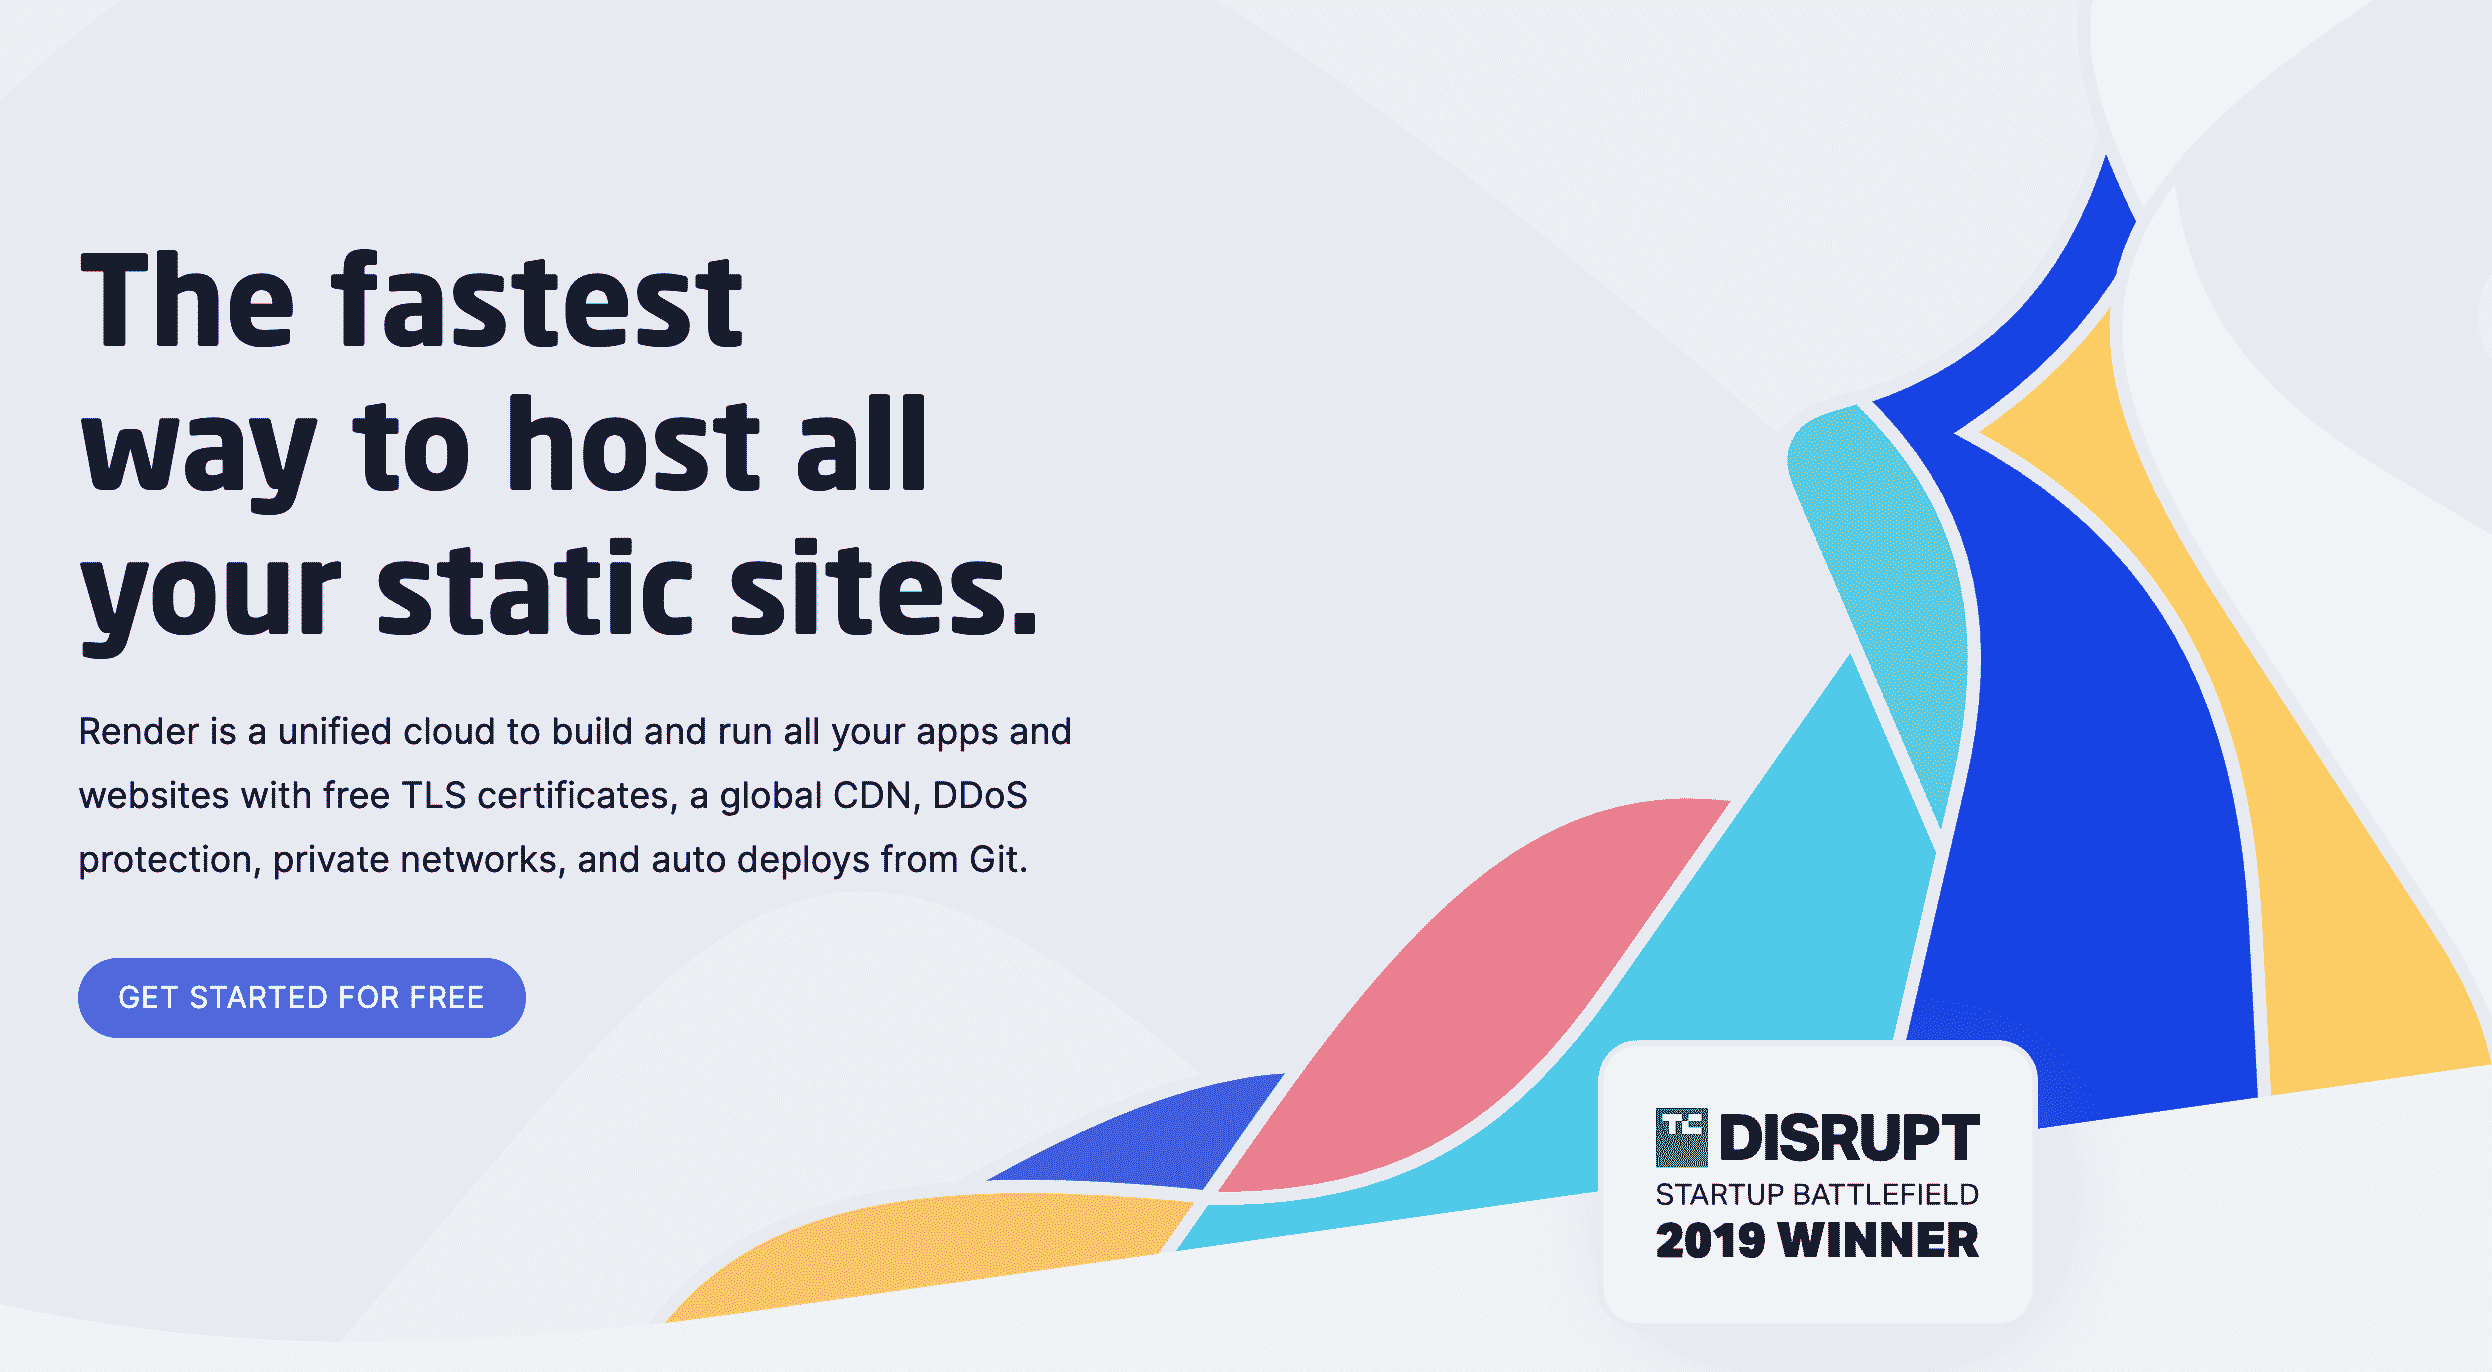 The fastest
way to host all
your static sites.
Render is a unified cloud to build and run all your apps and
websites with free TLS certificates, a global CDN, DDoS
protection, private networks, and auto deploys from Git.
GET STARTED FOR FREE
TC DISRUPT
STARTUP BATTLEFIELD
2019 WINNER